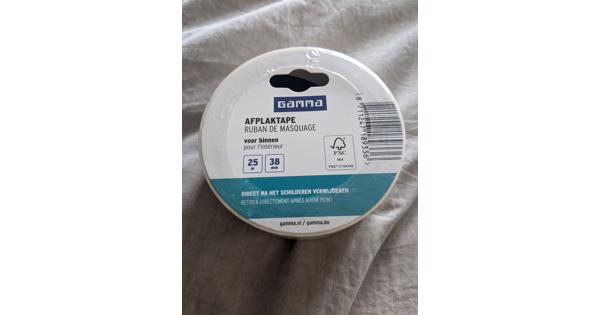 GAMMA
AFPLAKTAPE
RUBAN DE MASQUAGE
voor binnen
pour l'intérieur
25 m
38 mm
FSC
MIX
DIRECT NA HET SCHILDEREN VERWIJDEREN
RETIRER DIRECTEMENT APRÈS AVOIR PEINT
gamma.nl / gamma.be